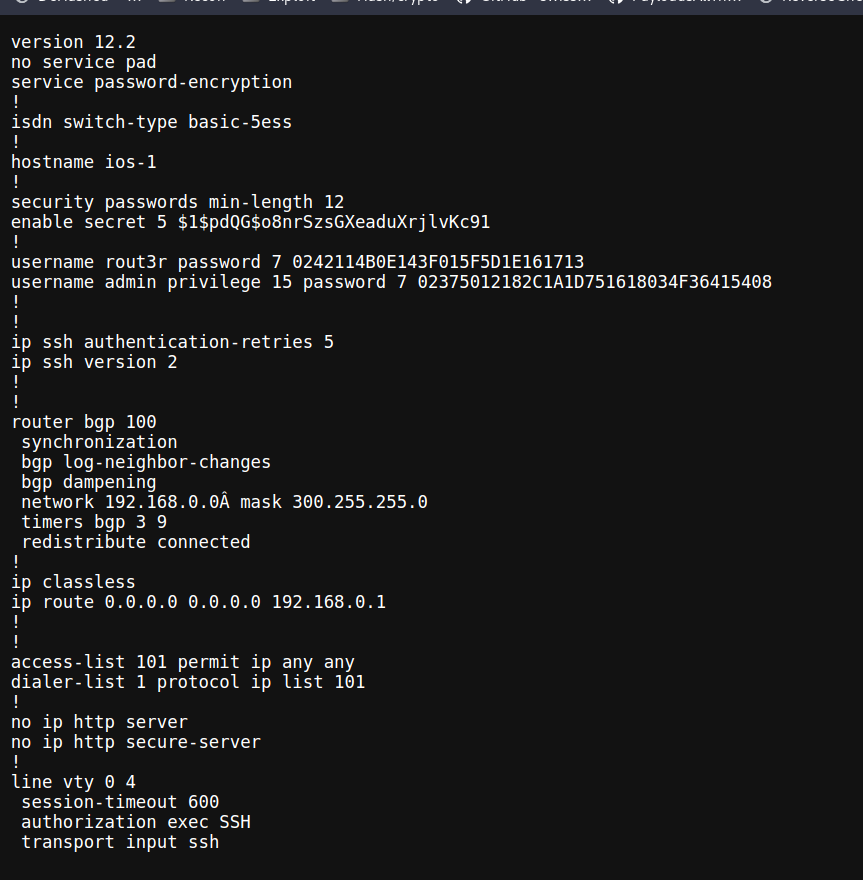 version 12.2
no service pad
service password-encryption
!
isdn switch-type basic-5ess
!
hostname ios-1
!
security passwords min-length 12
enable secret 5 $1$pdQG$o8nrSzsGXeaduXrjlvKc91
!
username rout3r password 7 0242114B0E143F015F5D1E161713
username admin privilege 15 password 7 02375012182C1A1D751618034F36415408
!
!
ip ssh authentication-retries 5
ip ssh version 2
!
!
router bgp 100
 synchronization
 bgp log-neighbor-changes
 bgp dampening
 network 192.168.0.0Â mask 300.255.255.0
 timers bgp 3 9
 redistribute connected
!
ip classless
ip route 0.0.0.0 0.0.0.0 192.168.0.1
!
!
access-list 101 permit ip any any
dialer-list 1 protocol ip list 101
!
no ip http server
no ip http secure-server
!
line vty 0 4
 session-timeout 600
 authorization exec SSH
 transport input ssh